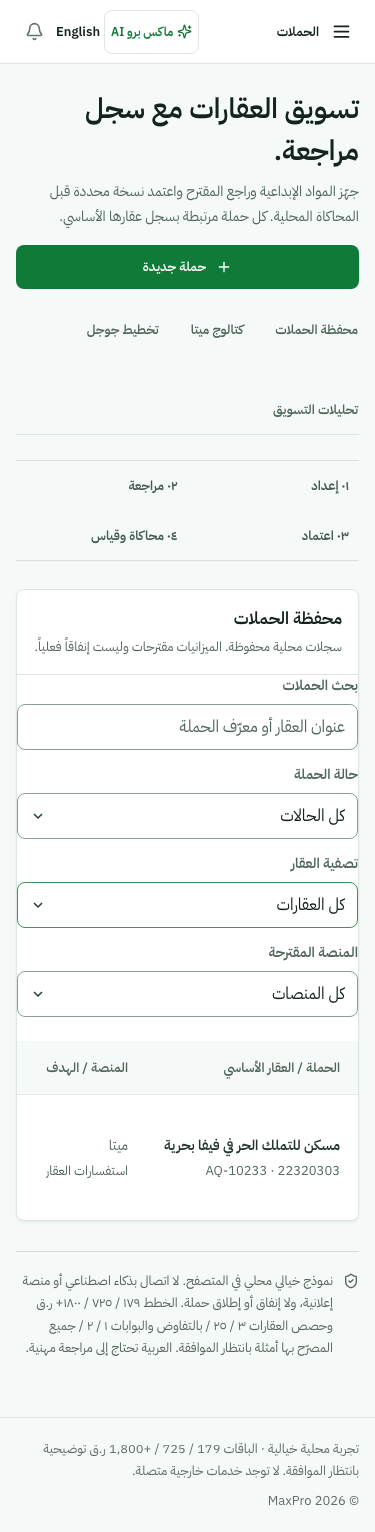 الحملات
ماكس برو AI
English
تسويق العقارات مع سجل
مراجعة.
جهّز المواد الإبداعية وراجع المقترح واعتمد نسخة محددة قبل
المحاكاة المحلية. كل حملة مرتبطة بسجل عقارها الأساسي.
+ حملة جديدة
محفظة الحملات
كتالوج ميتا
تخطيط جوجل
تحليلات التسويق
٠١ إعداد
٠٢ مراجعة
٠٣ اعتماد
٠٤ محاكاة وقياس
محفظة الحملات
سجلات محلية محفوظة. الميزانيات مقترحات وليست إنفاقاً فعلياً.
بحث الحملات
عنوان العقار أو معرّف الحملة
حالة الحملة
كل الحالات
تصفية العقار
كل العقارات
المنصة المقترحة
كل المنصات
الحملة / العقار الأساسي
المنصة / الهدف
مسكن للتملك الحر في فيفا بحرية
ميتا
AQ-10233 · 22320303
استفسارات العقار
نموذج خيالي محلي في المتصفح. لا اتصال بذكاء اصطناعي أو منصة
إعلانية، ولا إنفاق أو إطلاق حملة. الخطط ١٧٩ / ٧٢٥ / ١٨٠٠+ ر.ق
وحصص العقارات ٣ / ٢٥ / بالتفاوض والبوابات ١ / ٢ / جميع
المصرّح بها أمثلة بانتظار الموافقة. العربية تحتاج إلى مراجعة مهنية.
تجربة محلية خيالية · الباقات 179 / 725 / +1,800 ر.ق توضيحية
بانتظار الموافقة. لا توجد خدمات خارجية متصلة.
© 2026 MaxPro